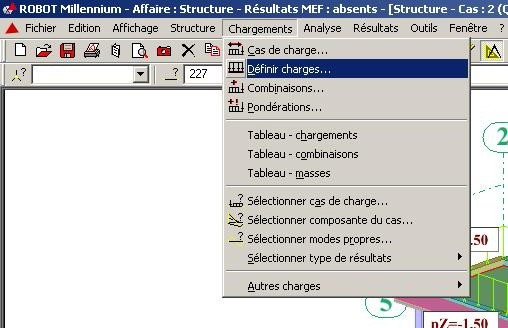 ROBOT Millennium - Affaire : Structure - Résultats MEF : absents - [Structure - Cas : 2 (Q
Fichier Edition Affichage Structure Chargements Analyse Résultats Outils Fenêtre ?
227
Cas de charge...
Définir charges...
Combinaisons...
Pondérations...
Tableau - chargements
Tableau - combinaisons
Tableau - masses
Sélectionner cas de charge...
Sélectionner composante du cas...
Sélectionner modes propres...
Sélectionner type de résultats
Autres charges
2
.50
5
pZ=-1.50